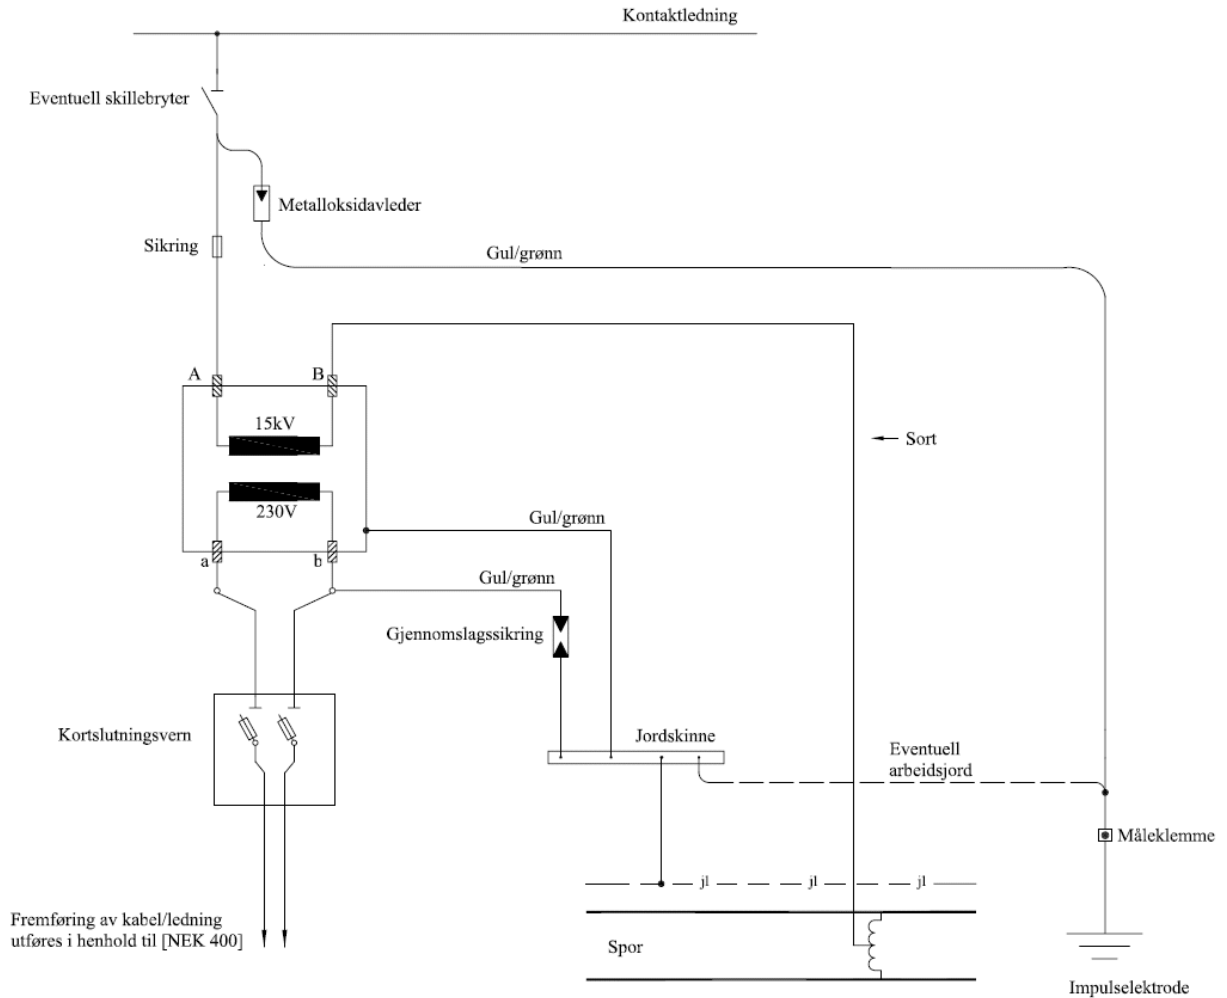 Kontaktledning
Eventuell skillebryter
Metalloksidavleder
Sikring
Gul/grønn
A
B
15kV
Sort
230V
Gul/grønn
a
b
Gul/grønn
Gjennomslagssikring
Kortslutningsvern
Jordskinne
Eventuell
arbeidsjord
Måleklemme
jl
jl
jl
Fremføring av kabel/ledning
utføres i henhold til [NEK 400]
Spor
Impulselektrode